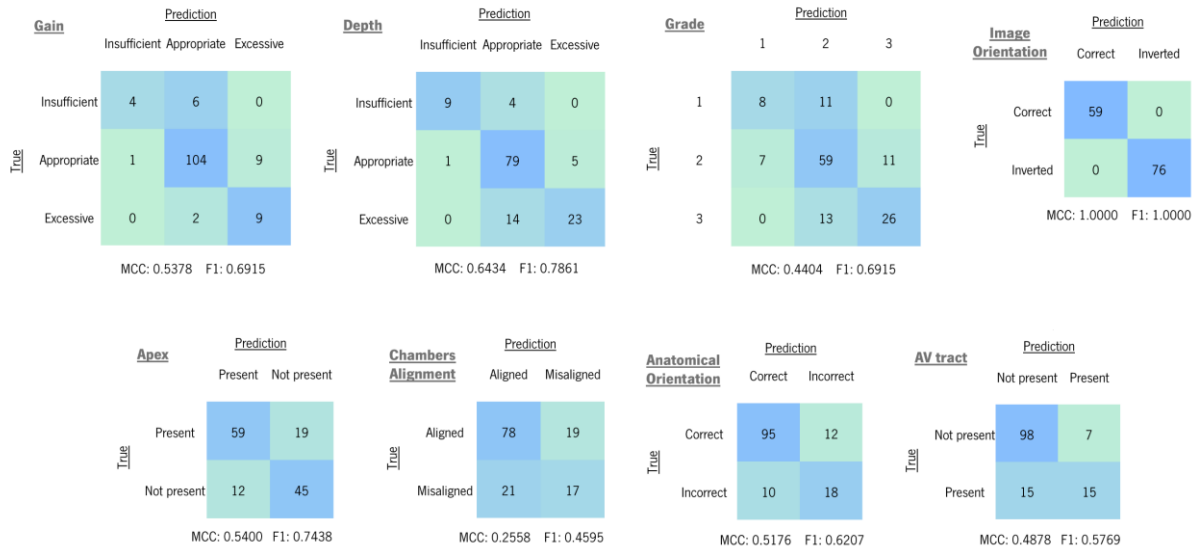 Gain
Prediction
Insufficient Appropriate Excessive
True
Insufficient 4 6 0
Appropriate 1 104 9
Excessive 0 2 9
MCC: 0.5378 F1: 0.6915
Depth
Prediction
Insufficient Appropriate Excessive
True
Insufficient 9 4 0
Appropriate 1 79 5
Excessive 0 14 23
MCC: 0.6434 F1: 0.7861
Grade
Prediction
1 2 3
True
1 8 11 0
2 7 59 11
3 0 13 26
MCC: 0.4404 F1: 0.6915
Image
Orientation
Prediction
Correct Inverted
True
Correct 59 0
Inverted 0 76
MCC: 1.0000 F1: 1.0000
Apex
Prediction
Present Not present
True
Present 59 19
Not present 12 45
MCC: 0.5400 F1: 0.7438
Chambers
Alignment
Prediction
Aligned Misaligned
True
Aligned 78 19
Misaligned 21 17
MCC: 0.2558 F1: 0.4595
Anatomical
Orientation
Prediction
Correct Incorrect
True
Correct 95 12
Incorrect 10 18
MCC: 0.5176 F1: 0.6207
AV tract
Prediction
Not present Present
True
Not present 98 7
Present 15 15
MCC: 0.4878 F1: 0.5769